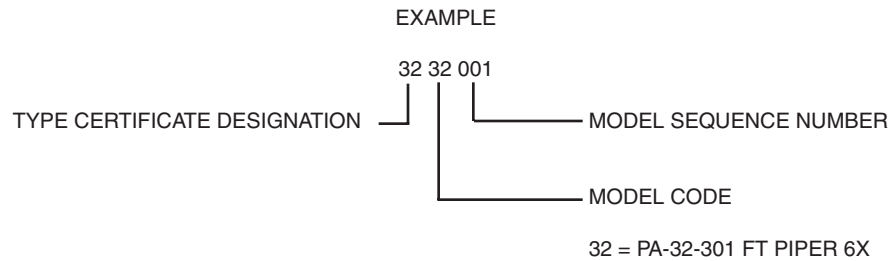 EXAMPLE
32 32 001
TYPE CERTIFICATE DESIGNATION
MODEL SEQUENCE NUMBER
MODEL CODE
32 = PA-32-301 FT PIPER 6X